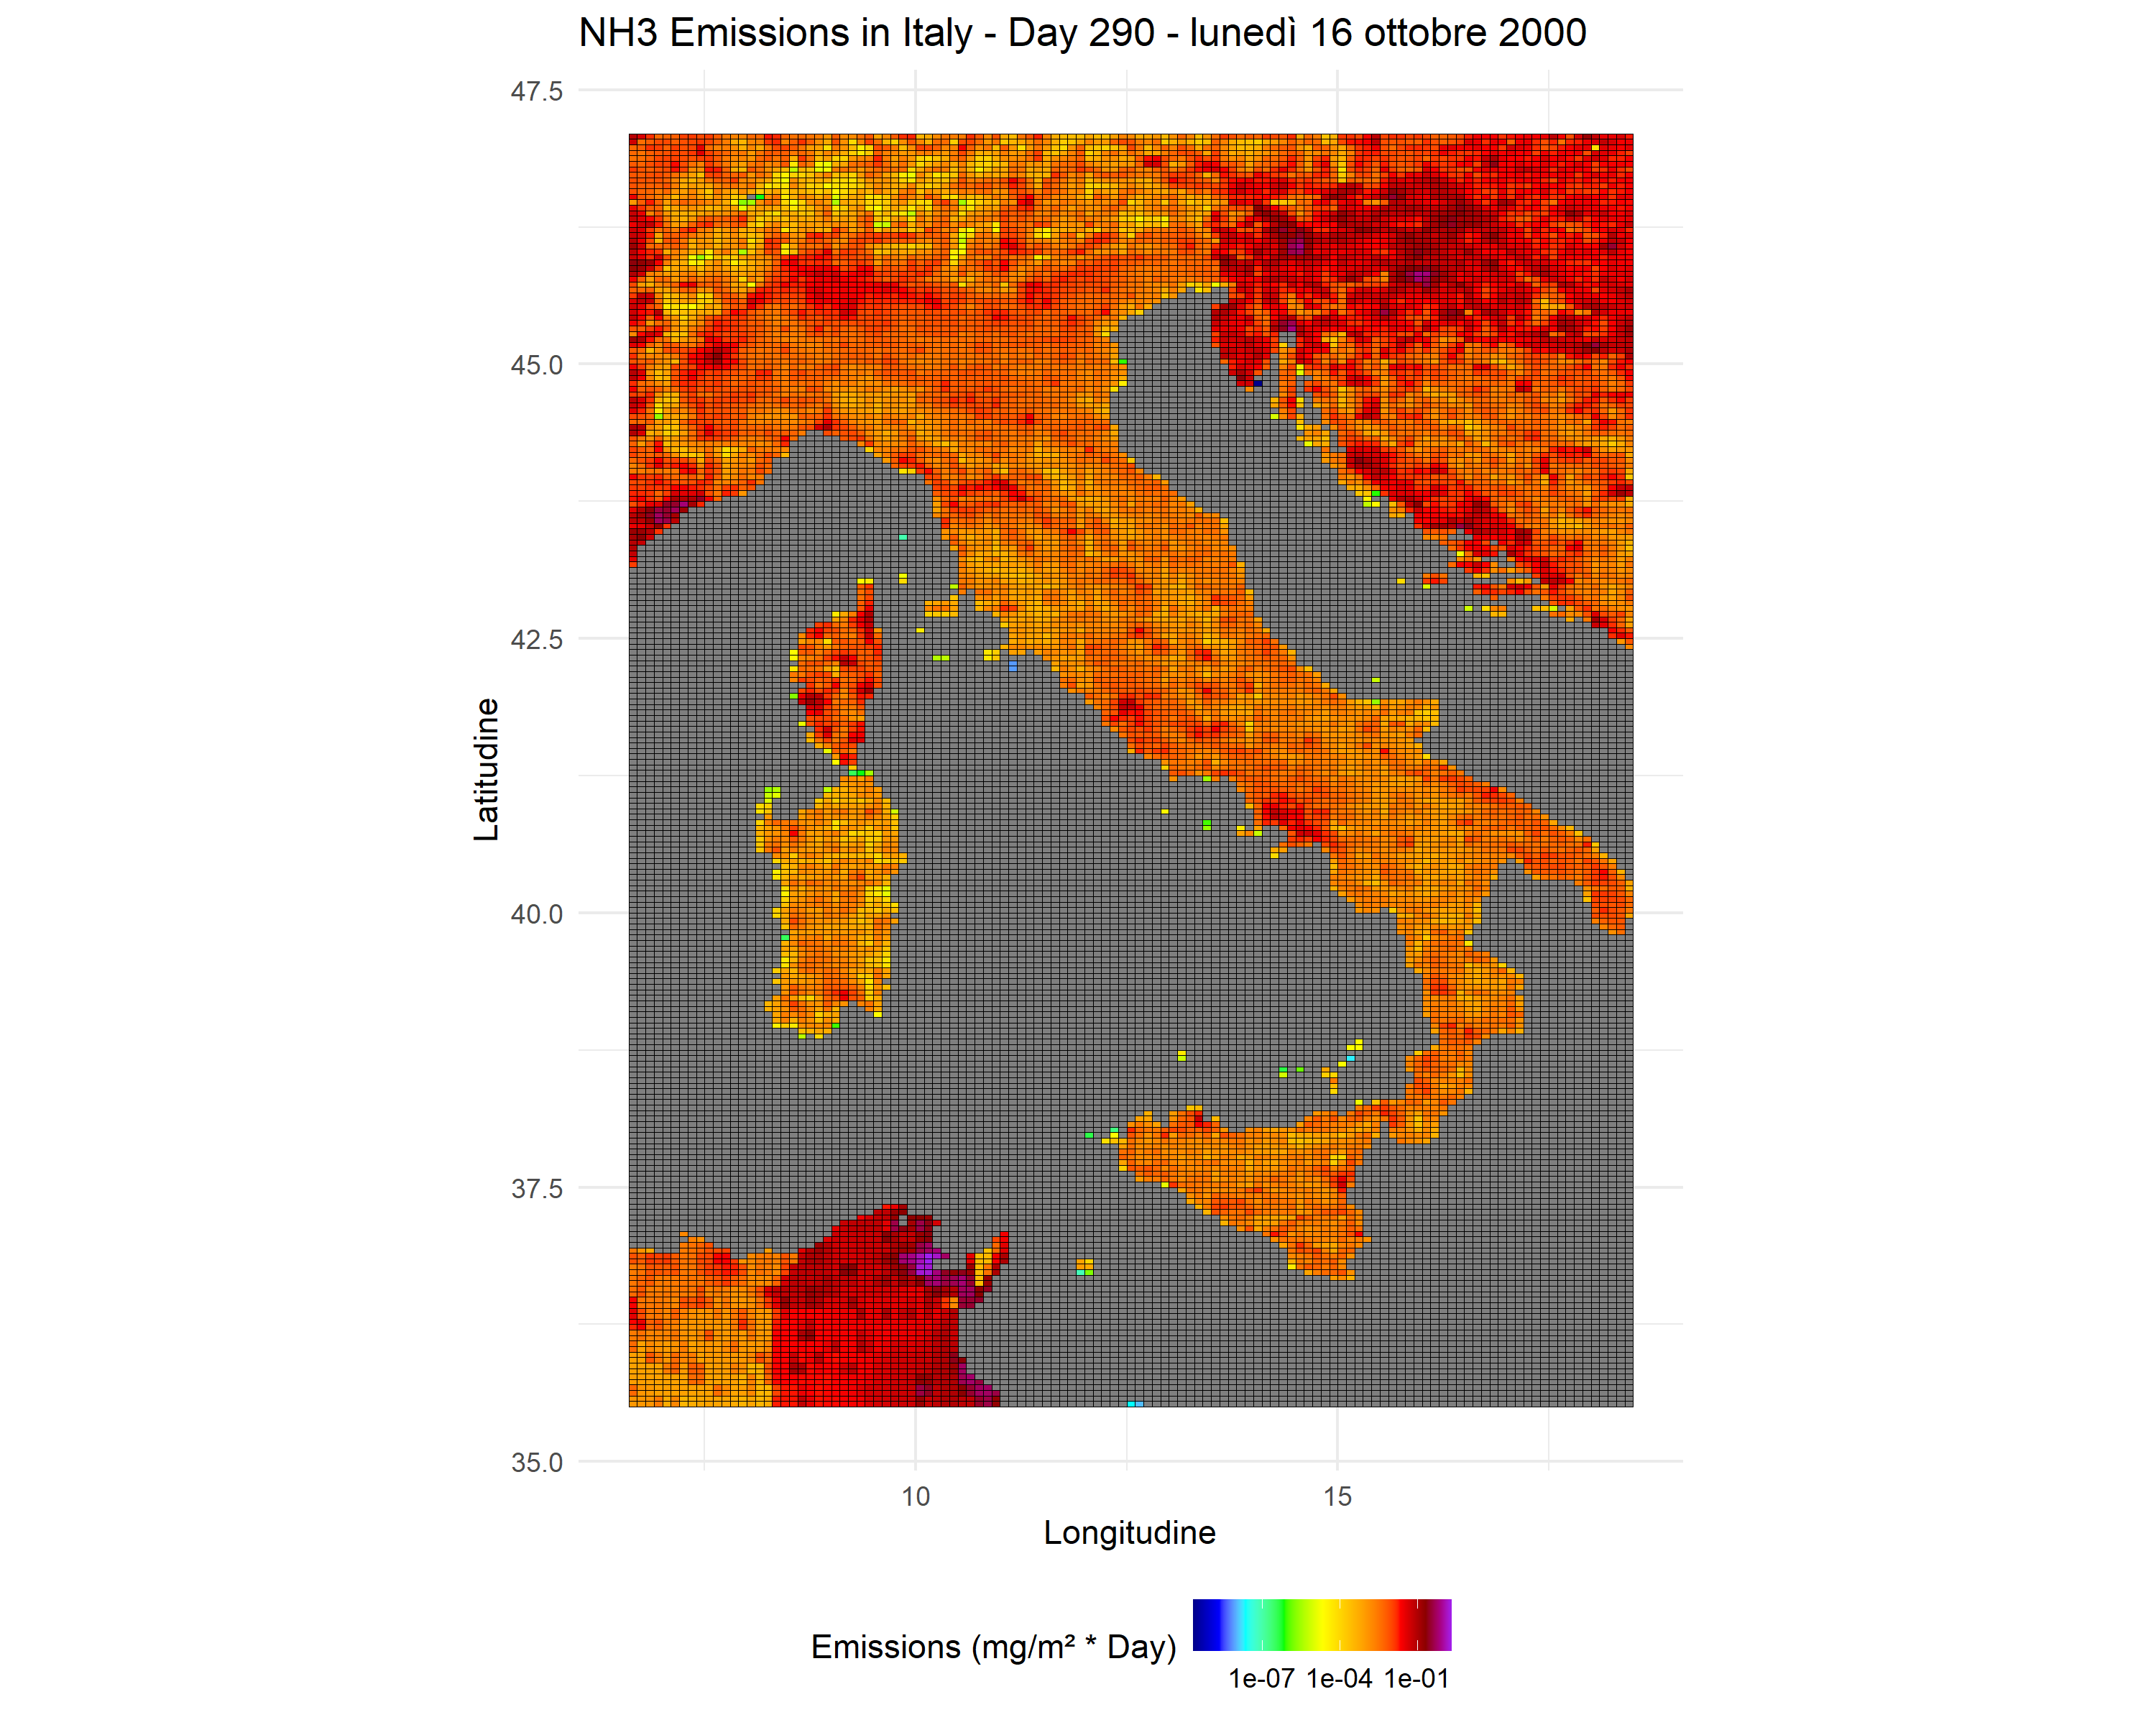 NH3 Emissions in Italy - Day 290 - lunedì 16 ottobre 2000
47.5
45.0
42.5
40.0
37.5
35.0
Latitudine
10 15
Longitudine
Emissions (mg/m² * Day)
1e-07 1e-04 1e-01